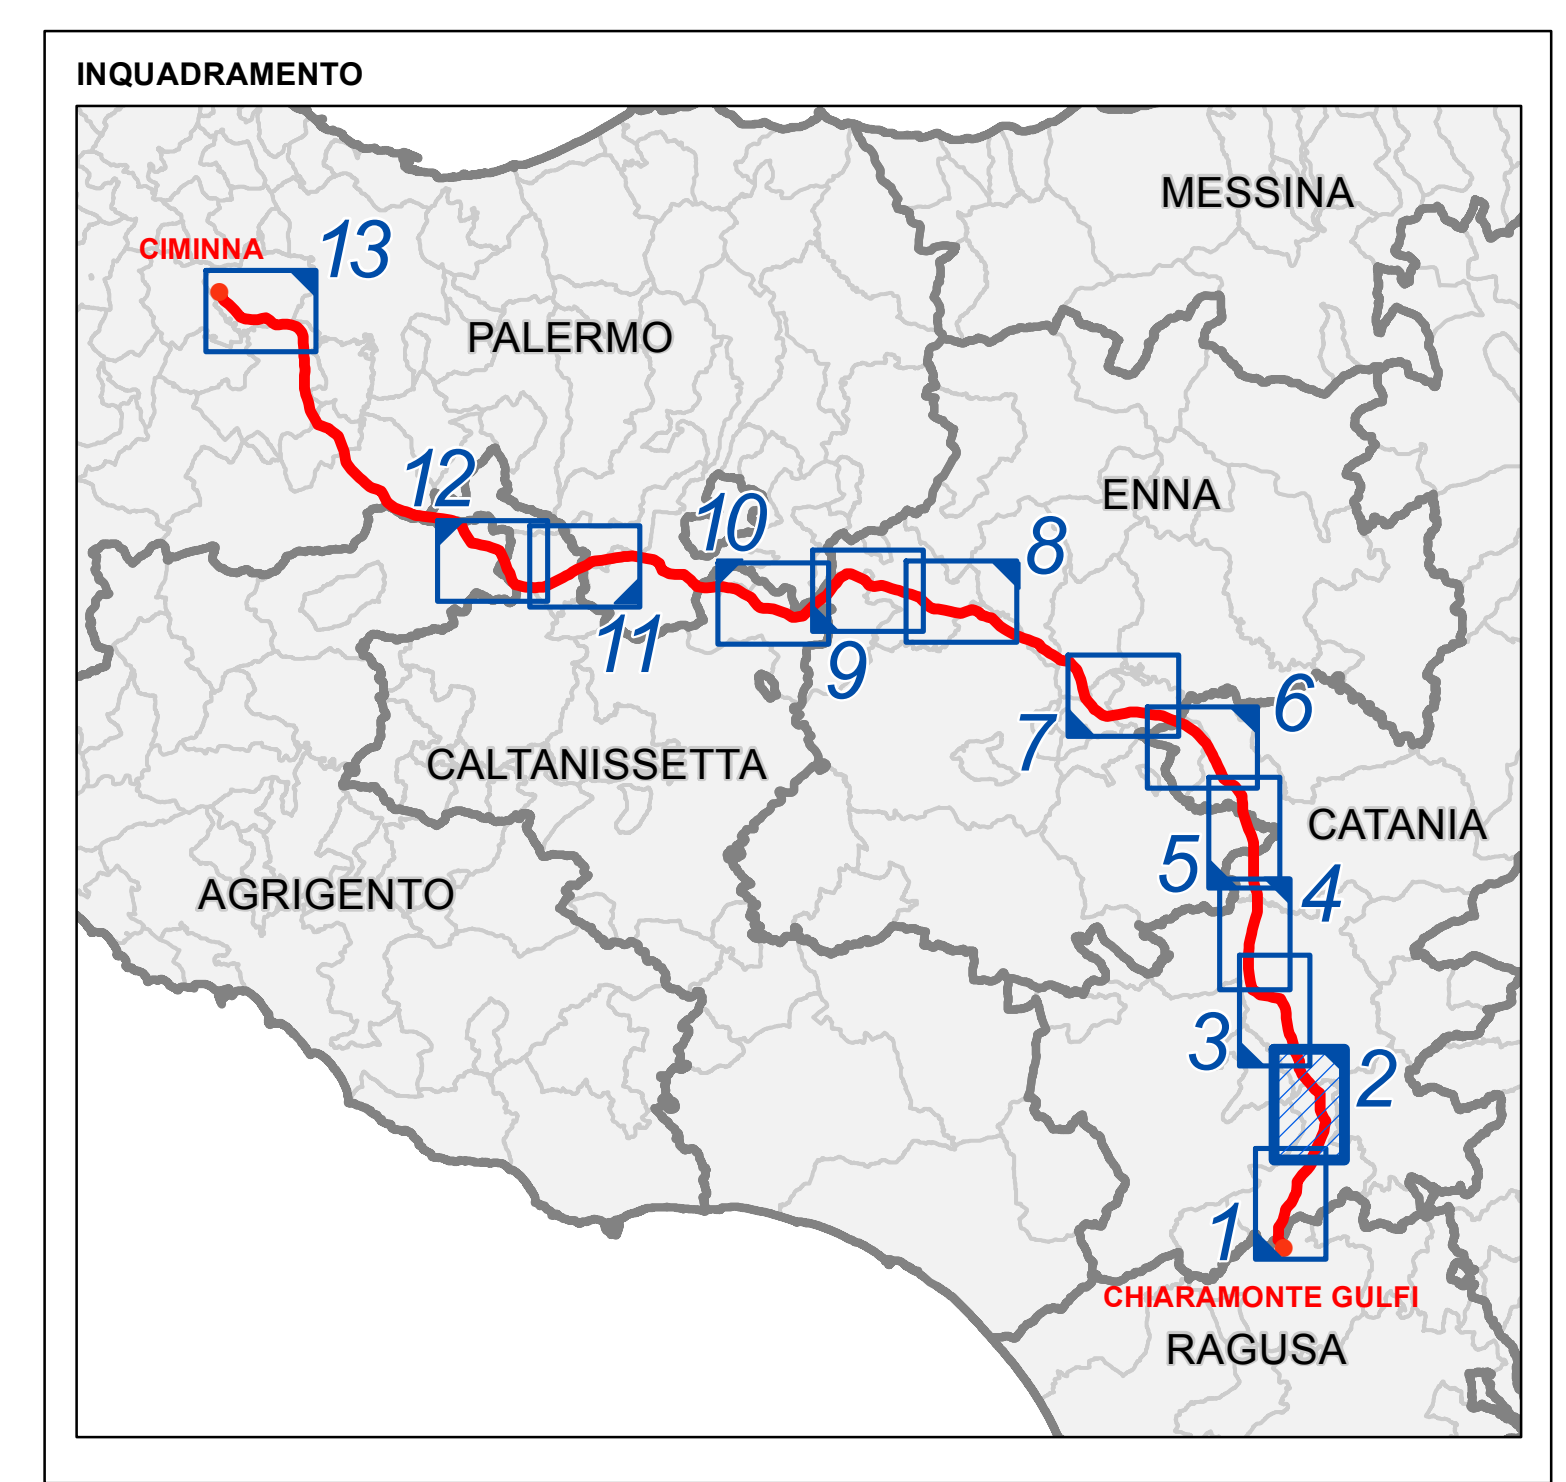 INQUADRAMENTO
MESSINA
CIMINNA
13
PALERMO
12
ENNA
10
8
11
9
6
7
CALTANISSETTA
CATANIA
5
4
AGRIGENTO
3
2
1
CHIARAMONTE GULFI
RAGUSA